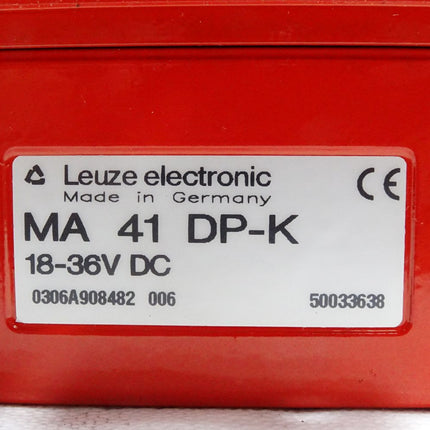 Leuze electronic CE
Made in Germany
MA 41 DP-K
18-36V DC
0306A908482 006 50033638